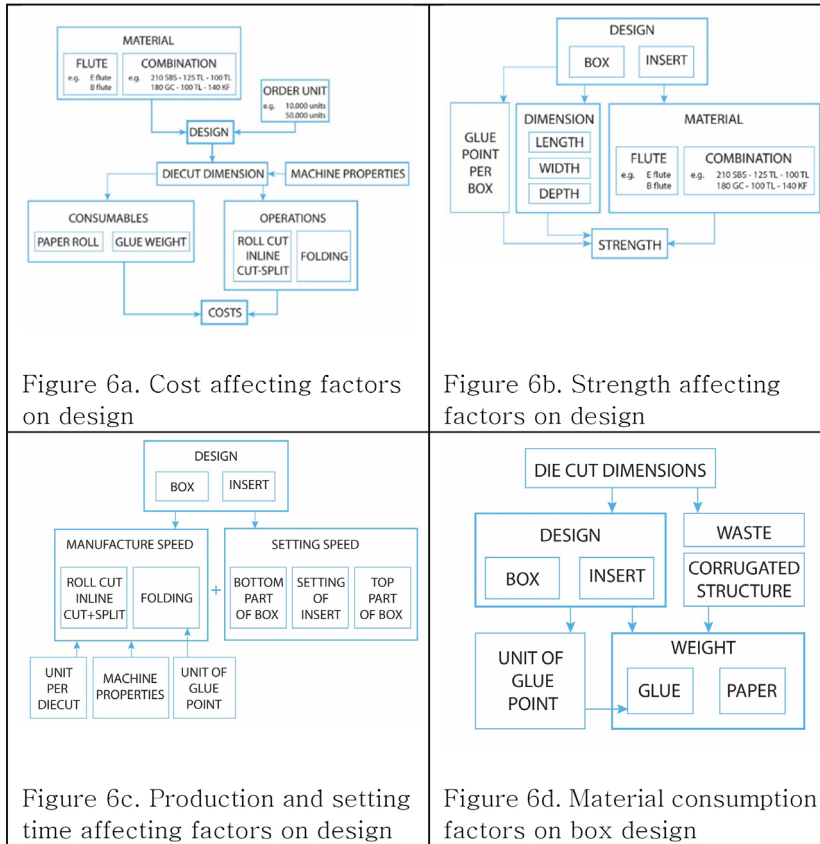 MATERIAL
FLUTE
e.g. E flute
B flute
COMBINATION
e.g. 210 SBS - 125 TL - 100 TL
180 GC - 100 TL - 140 KF
ORDER UNIT
e.g. 10.000 units
50.000 units
DESIGN
DIECUT DIMENSION
MACHINE PROPERTIES
CONSUMABLES
PAPER ROLL
GLUE WEIGHT
OPERATIONS
ROLL CUT
INLINE
CUT-SPLIT
FOLDING
COSTS
Figure 6a. Cost affecting factors
on design
DESIGN
BOX
INSERT
GLUE
POINT
PER
BOX
DIMENSION
LENGTH
WIDTH
DEPTH
MATERIAL
FLUTE
e.g. E flute
B flute
COMBINATION
e.g. 210 SBS - 125 TL - 100 TL
180 GC - 100 TL - 140 KF
STRENGTH
Figure 6b. Strength affecting
factors on design
DESIGN
BOX
INSERT
MANUFACTURE SPEED
ROLL CUT
INLINE
CUT+SPLIT
FOLDING
+
SETTING SPEED
BOTTOM
PART
OF BOX
SETTING
OF
INSERT
TOP
PART
OF BOX
UNIT
PER
DIECUT
MACHINE
PROPERTIES
UNIT OF
GLUE
POINT
Figure 6c. Production and setting
time affecting factors on design
DIE CUT DIMENSIONS
DESIGN
BOX
INSERT
WASTE
CORRUGATED
STRUCTURE
UNIT OF
GLUE
POINT
WEIGHT
GLUE
PAPER
Figure 6d. Material consumption
factors on box design